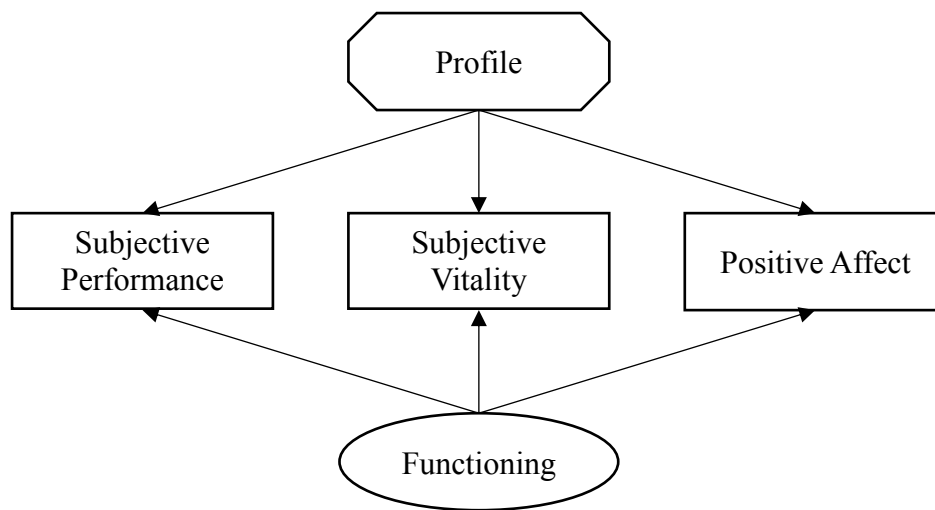 Profile
Subjective
Performance
Subjective
Vitality
Positive Affect
Functioning